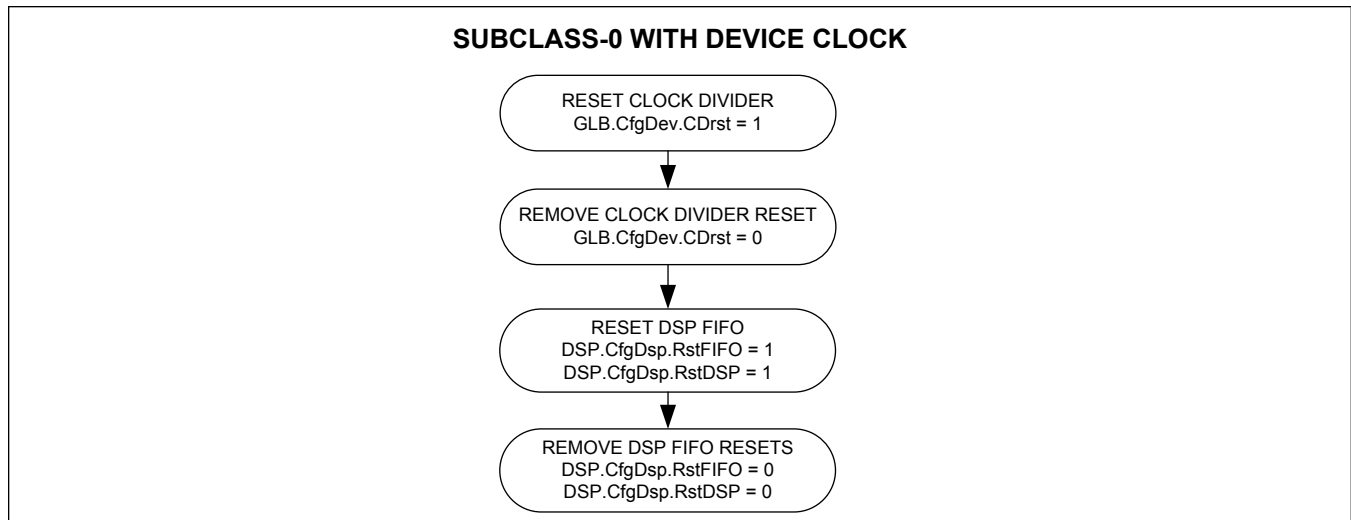 SUBCLASS-0 WITH DEVICE CLOCK
RESET CLOCK DIVIDER
GLB.CfgDev.CDrst = 1
REMOVE CLOCK DIVIDER RESET
GLB.CfgDev.CDrst = 0
RESET DSP FIFO
DSP.CfgDsp.RstFIFO = 1
DSP.CfgDsp.RstDSP = 1
REMOVE DSP FIFO RESETS
DSP.CfgDsp.RstFIFO = 0
DSP.CfgDsp.RstDSP = 0